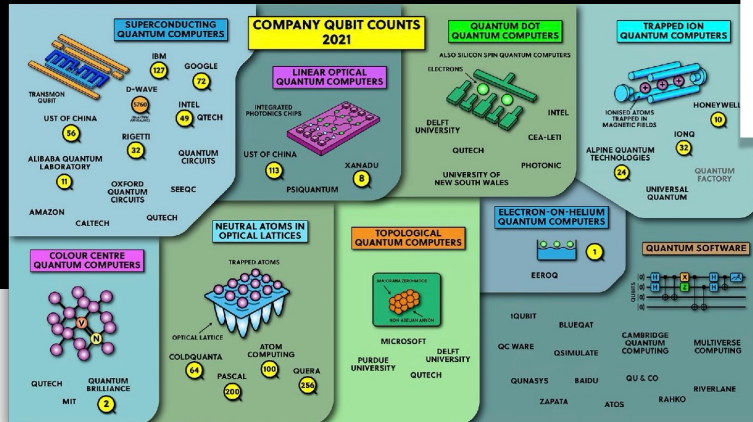 COMPANY QUBIT COUNTS
2021
SUPERCONDUCTING
QUANTUM COMPUTERS
TRANSMON
QUBIT
IBM
127
GOOGLE
72
D-WAVE
5760
UST OF CHINA
56
INTEL
49
QTECH
RIGETTI
32
ALIBABA QUANTUM
LABORATORY
11
QUANTUM
CIRCUITS
OXFORD
QUANTUM
CIRCUITS
SEEQC
AMAZON
CALTECH
QUTECH
LINEAR OPTICAL
QUANTUM COMPUTERS
INTEGRATED
PHOTONICS CHIPS
UST OF CHINA
113
XANADU
8
PSIQUANTUM
QUANTUM DOT
QUANTUM COMPUTERS
ALSO SILICON SPIN QUANTUM COMPUTERS
ELECTRONS
DELFT
UNIVERSITY
INTEL
CEA-LETI
QUTECH
PHOTONIC
UNIVERSITY OF
NEW SOUTH WALES
TRAPPED ION
QUANTUM COMPUTERS
IONISED ATOMS
TRAPPED IN
MAGNETIC FIELDS
HONEYWELL
10
IONQ
32
ALPINE QUANTUM
TECHNOLOGIES
24
QUANTUM
FACTORY
UNIVERSAL
QUANTUM
COLOUR CENTRE
QUANTUM COMPUTERS
V
N
QUTECH
QUANTUM
BRILLIANCE
2
MIT
NEUTRAL ATOMS IN
OPTICAL LATTICES
TRAPPED ATOMS
OPTICAL LATTICE
COLDQUANTA
64
ATOM
COMPUTING
100
PASCAL
200
QUERA
256
TOPOLOGICAL
QUANTUM COMPUTERS
NON-ABELIAN ANYON
MICROSOFT
PURDUE
UNIVERSITY
DELFT
UNIVERSITY
QUTECH
ELECTRON-ON-HELIUM
QUANTUM COMPUTERS
1
EEROQ
QUANTUM SOFTWARE
QUBITS
H
X
H
Z
H
IQUBIT
BLUEQAT
QC WARE
QSIMULATE
CAMBRIDGE
QUANTUM
COMPUTING
MULTIVERSE
COMPUTING
QUNASYS
BAIDU
QU & CO
RIVERLANE
ZAPATA
ATOS
RAHKO